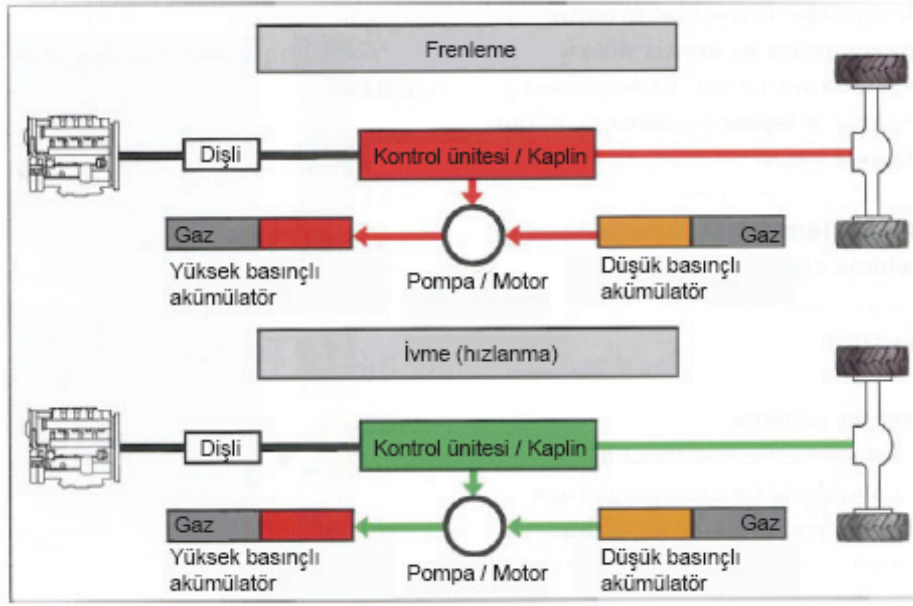 Frenleme
Dişli
Kontrol ünitesi / Kaplin
Gaz
Gaz
Yüksek basınçlı
akümülatör
Pompa / Motor
Düşük basınçlı
akümülatör
İvme (hızlanma)
Dişli
Kontrol ünitesi / Kaplin
Gaz
Gaz
Yüksek basınçlı
akümülatör
Pompa / Motor
Düşük basınçlı
akümülatör